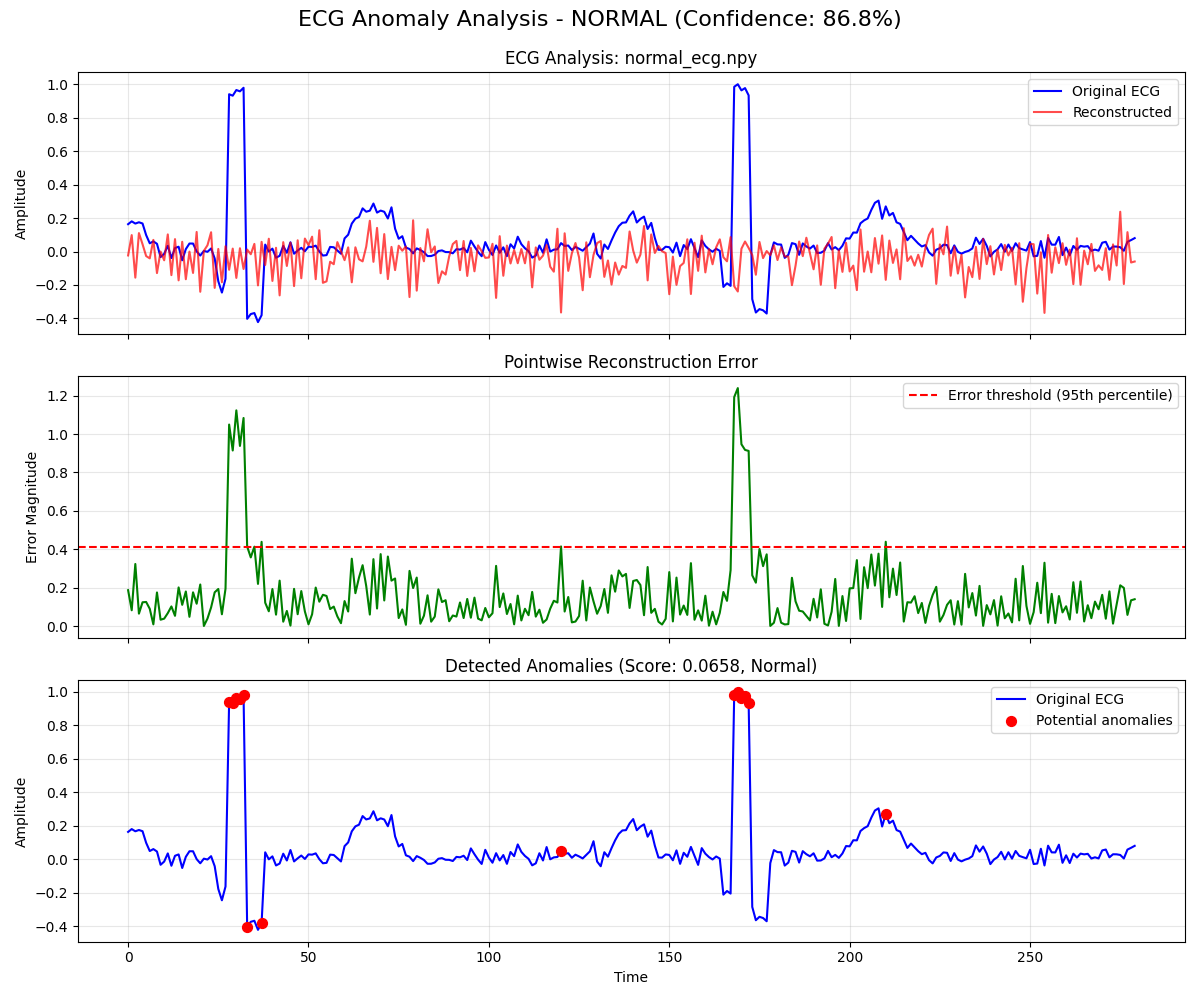 ECG Anomaly Analysis - NORMAL (Confidence: 86.8%)
ECG Analysis: normal_ecg.npy
1.0
0.8
0.6
0.4
0.2
0.0
−0.2
−0.4
Amplitude
Original ECG
Reconstructed
Pointwise Reconstruction Error
1.2
1.0
0.8
0.6
0.4
0.2
0.0
Error Magnitude
Error threshold (95th percentile)
Detected Anomalies (Score: 0.0658, Normal)
1.0
0.8
0.6
0.4
0.2
0.0
−0.2
−0.4
Amplitude
Original ECG
Potential anomalies
0 50 100 150 200 250
Time